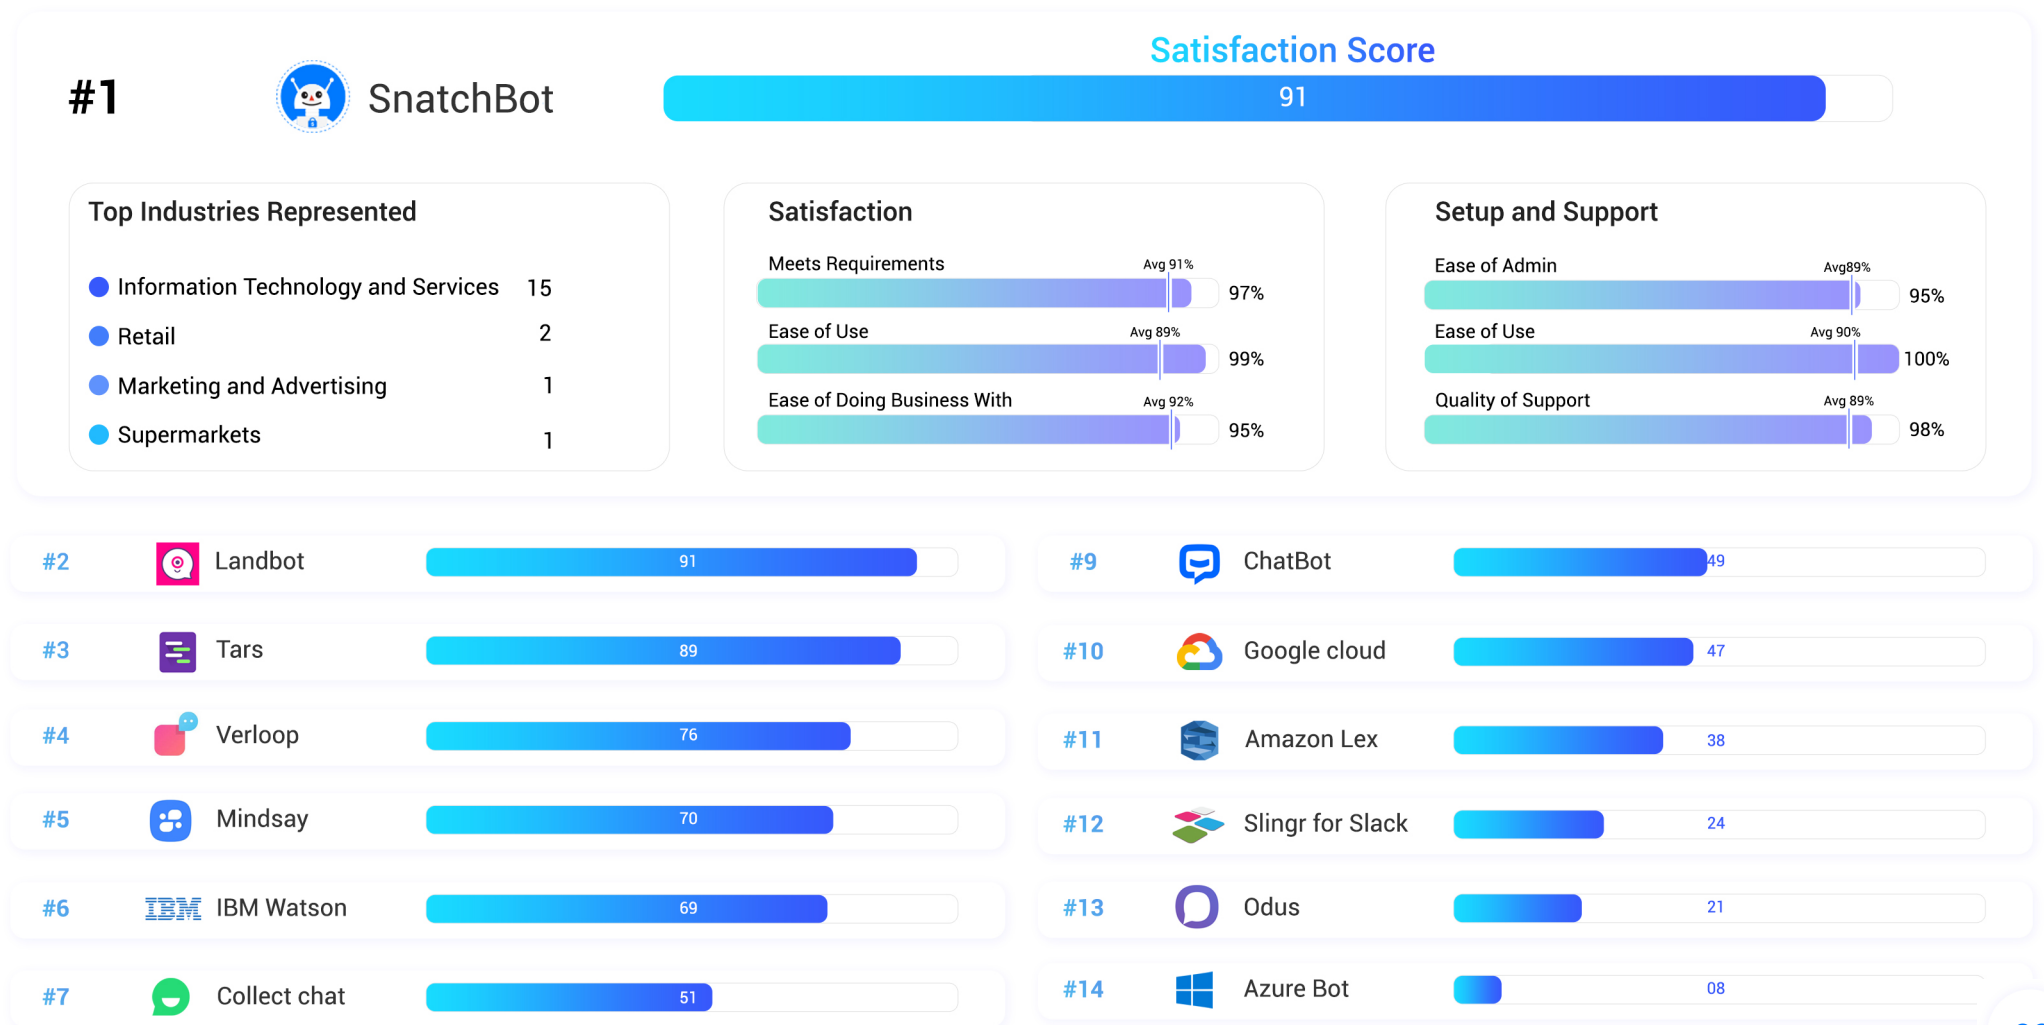 Satisfaction Score
#1
SnatchBot
91
Top Industries Represented
Information Technology and Services 15
Retail 2
Marketing and Advertising 1
Supermarkets 1
Satisfaction
Meets Requirements
Avg 91%
97%
Ease of Use
Avg 89%
99%
Ease of Doing Business With
Avg 92%
95%
Setup and Support
Ease of Admin
Avg89%
95%
Ease of Use
Avg 90%
100%
Quality of Support
Avg 89%
98%
#2 Landbot 91
#3 Tars 89
#4 Verloop 76
#5 Mindsay 70
#6 IBM IBM Watson 69
#7 Collect chat 51
#9 ChatBot 49
#10 Google cloud 47
#11 Amazon Lex 38
#12 Slingr for Slack 24
#13 Odus 21
#14 Azure Bot 08